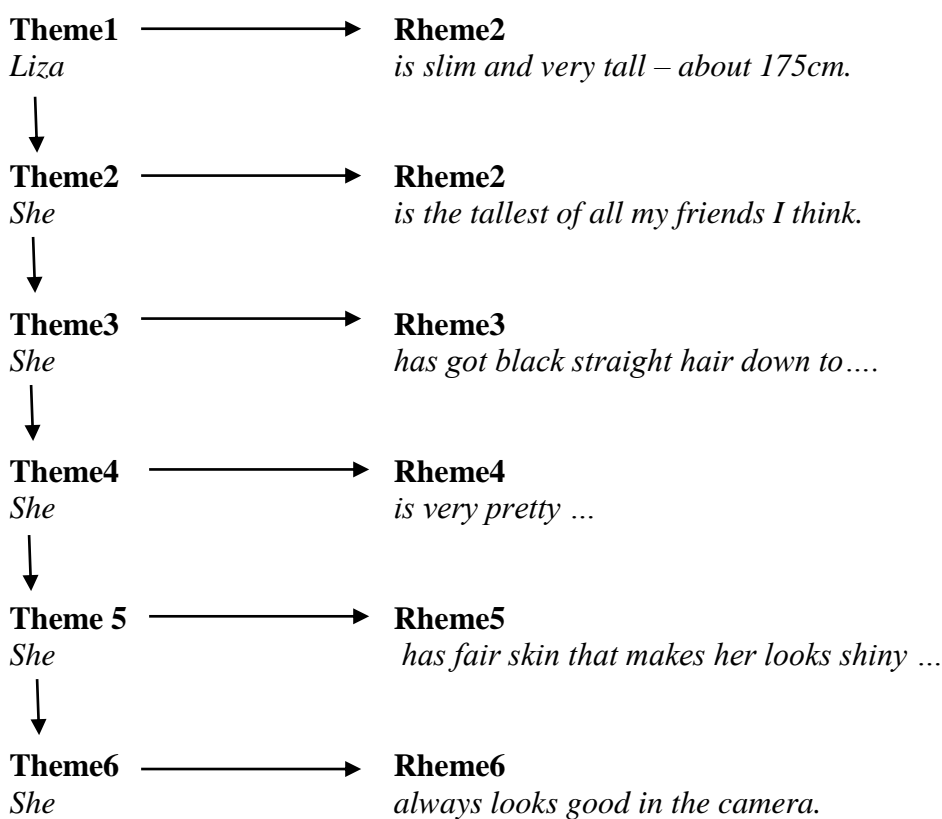 Theme1 Rheme2
Liza is slim and very tall – about 175cm.
Theme2 Rheme2
She is the tallest of all my friends I think.
Theme3 Rheme3
She has got black straight hair down to….
Theme4 Rheme4
She is very pretty …
Theme 5 Rheme5
She has fair skin that makes her looks shiny …
Theme6 Rheme6
She always looks good in the camera.